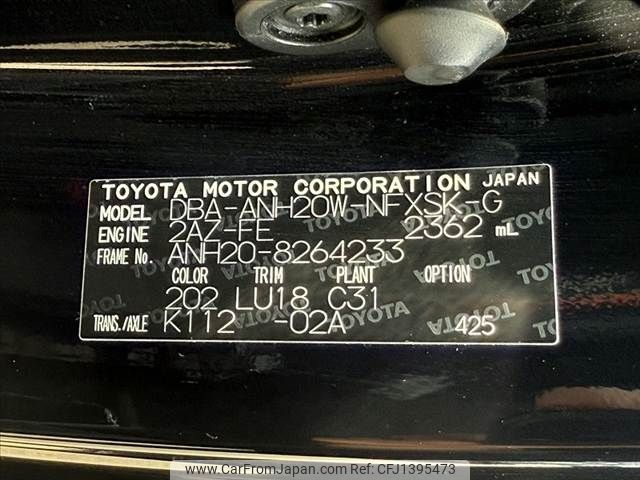 TOYOTA MOTOR CORPORATION JAPAN
MODEL DBA-ANH20W-NFXSK G
ENGINE 2AZ-FE 2362 mL
FRAME No. ANH20-8264233
COLOR TRIM PLANT OPTION
202 LU18 C31
TRANS./AXLE K112 -02A 425
www.CarFromJapan.com Ref:CFJ1395473